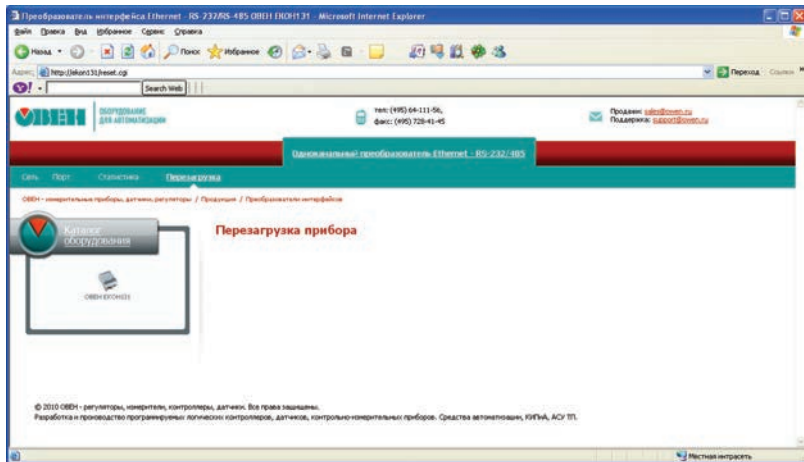 Преобразователь интерфейса Ethernet - RS-232/RS-485 ОВЕН ЕКОН131 - Microsoft Internet Explorer
Файл Правка Вид Избранное Сервис Справка
Назад Поиск Избранное
Адрес: http://ekon131/reset.cgi Переход Ссылки
Search Web
ОВЕН ОБОРУДОВАНИЕ ДЛЯ АВТОМАТИЗАЦИИ
тел: (495) 64-111-56,
факс: (495) 728-41-45
Продажи: sales@owen.ru
Поддержка: support@owen.ru
Одноканальный преобразователь Ethernet - RS-232/485
Сеть Порт Статистика Перезагрузка
ОВЕН - измерительные приборы, датчики, регуляторы / Продукция / Преобразователи интерфейсов
Каталог
оборудования
Перезагрузка прибора
ОВЕН ЕКОН131
© 2010 ОВЕН - регуляторы, измерители, контроллеры, датчики. Все права защищены.
Разработка и производство программируемых логических контроллеров, датчиков, контрольно-измерительных приборов. Средства автоматизации, КИПиА, АСУ ТП.
Местная интрасеть